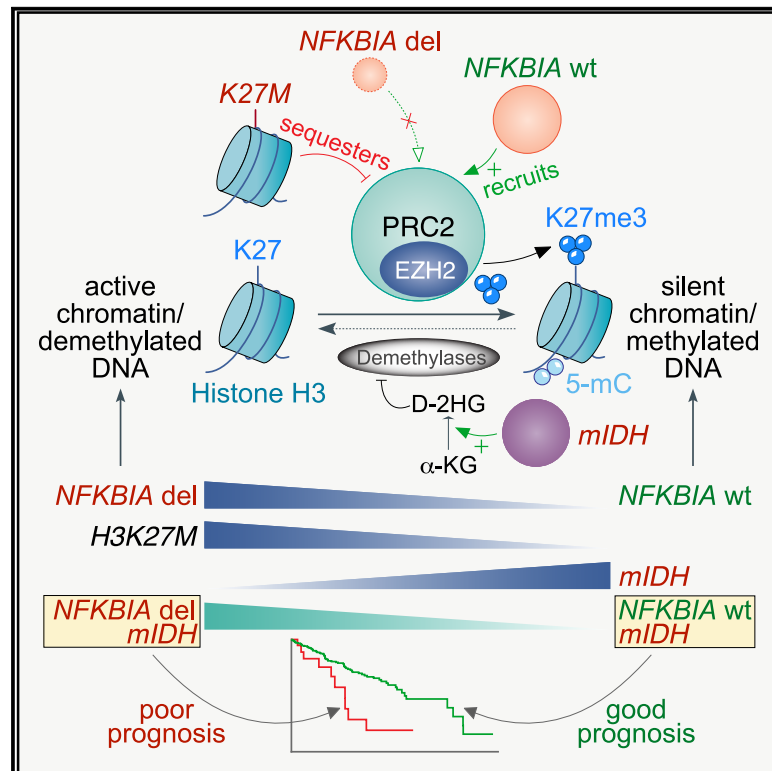 NFKBIA del
NFKBIA wt
K27M
sequesters
×
+
recruits
PRC2
EZH2
K27me3
K27
active
chromatin/
demethylated
DNA
silent
chromatin/
methylated
DNA
Demethylases
Histone H3
5-mC
D-2HG
mIDH
+
α-KG
NFKBIA del
NFKBIA wt
H3K27M
mIDH
NFKBIA del
mIDH
NFKBIA wt
mIDH
poor
prognosis
good
prognosis